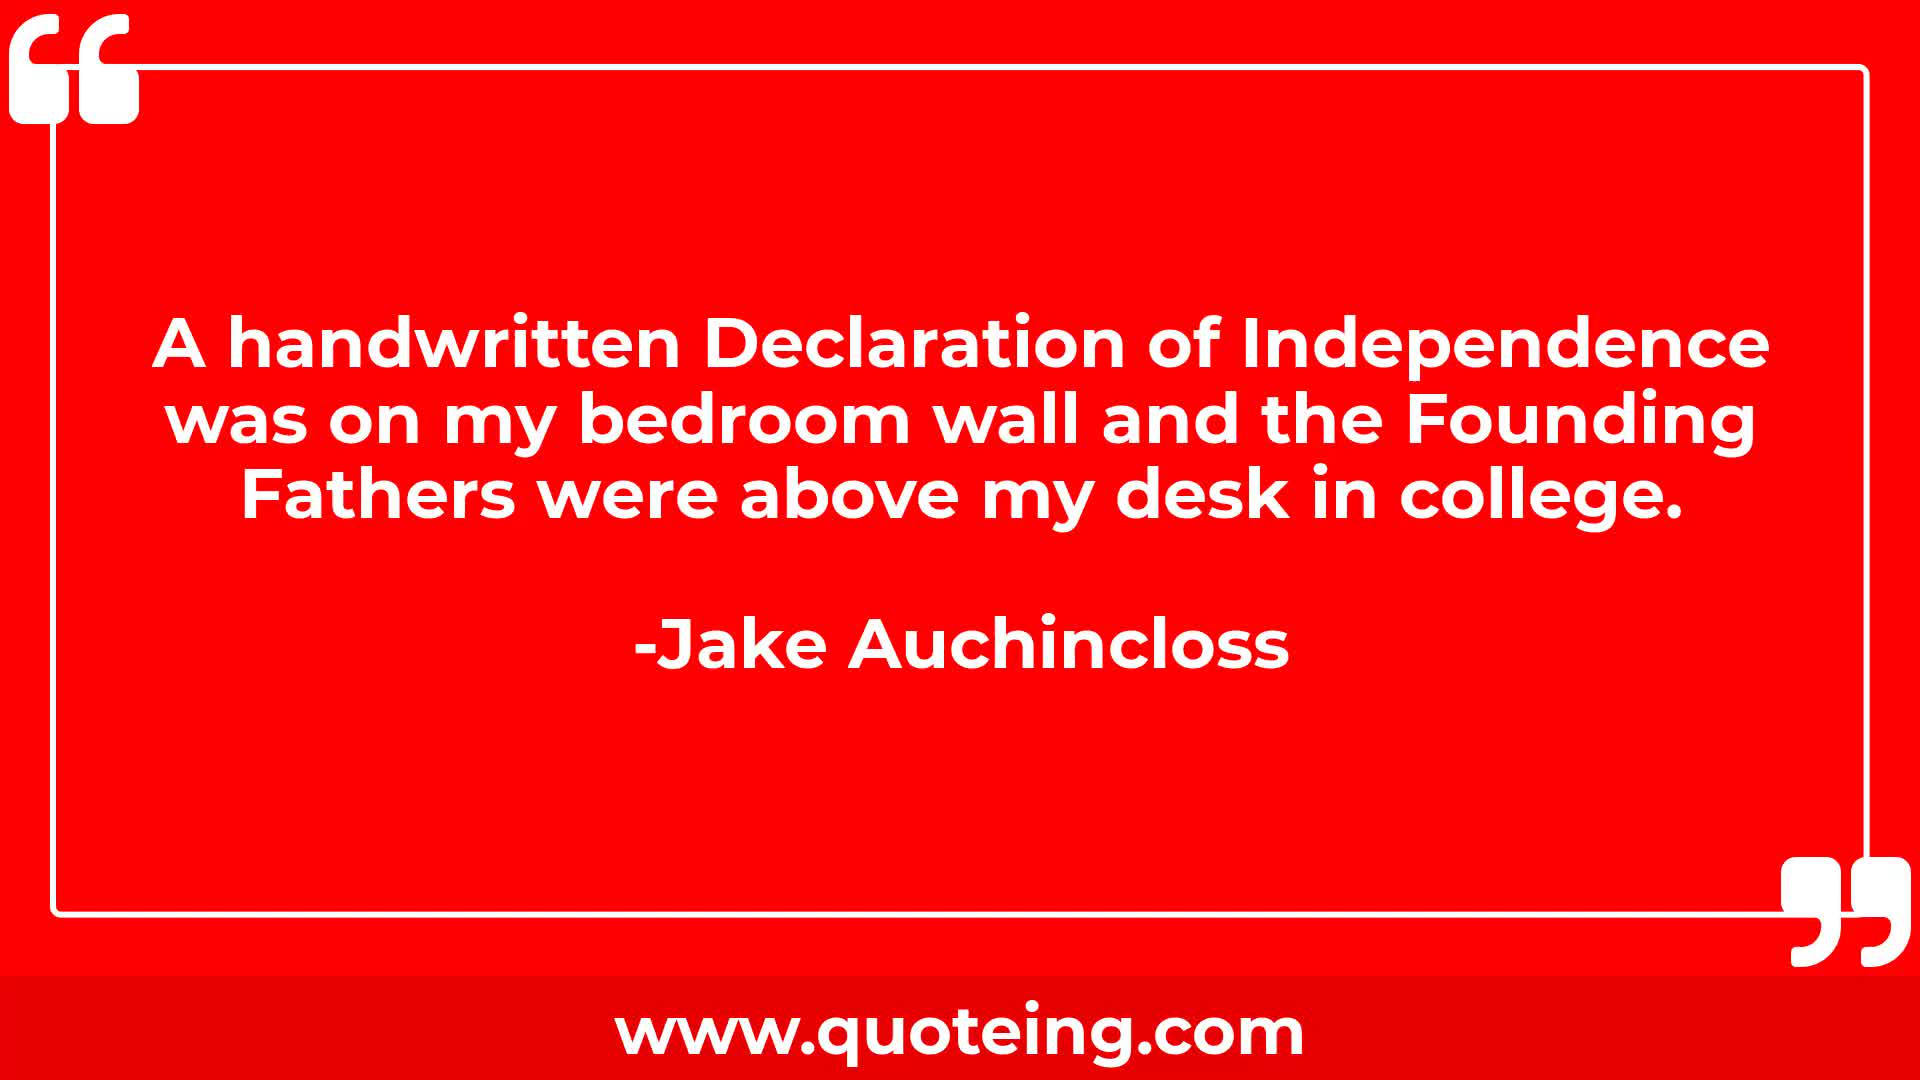 A handwritten Declaration of Independence
was on my bedroom wall and the Founding
Fathers were above my desk in college.
-Jake Auchincloss
www.quoteing.com